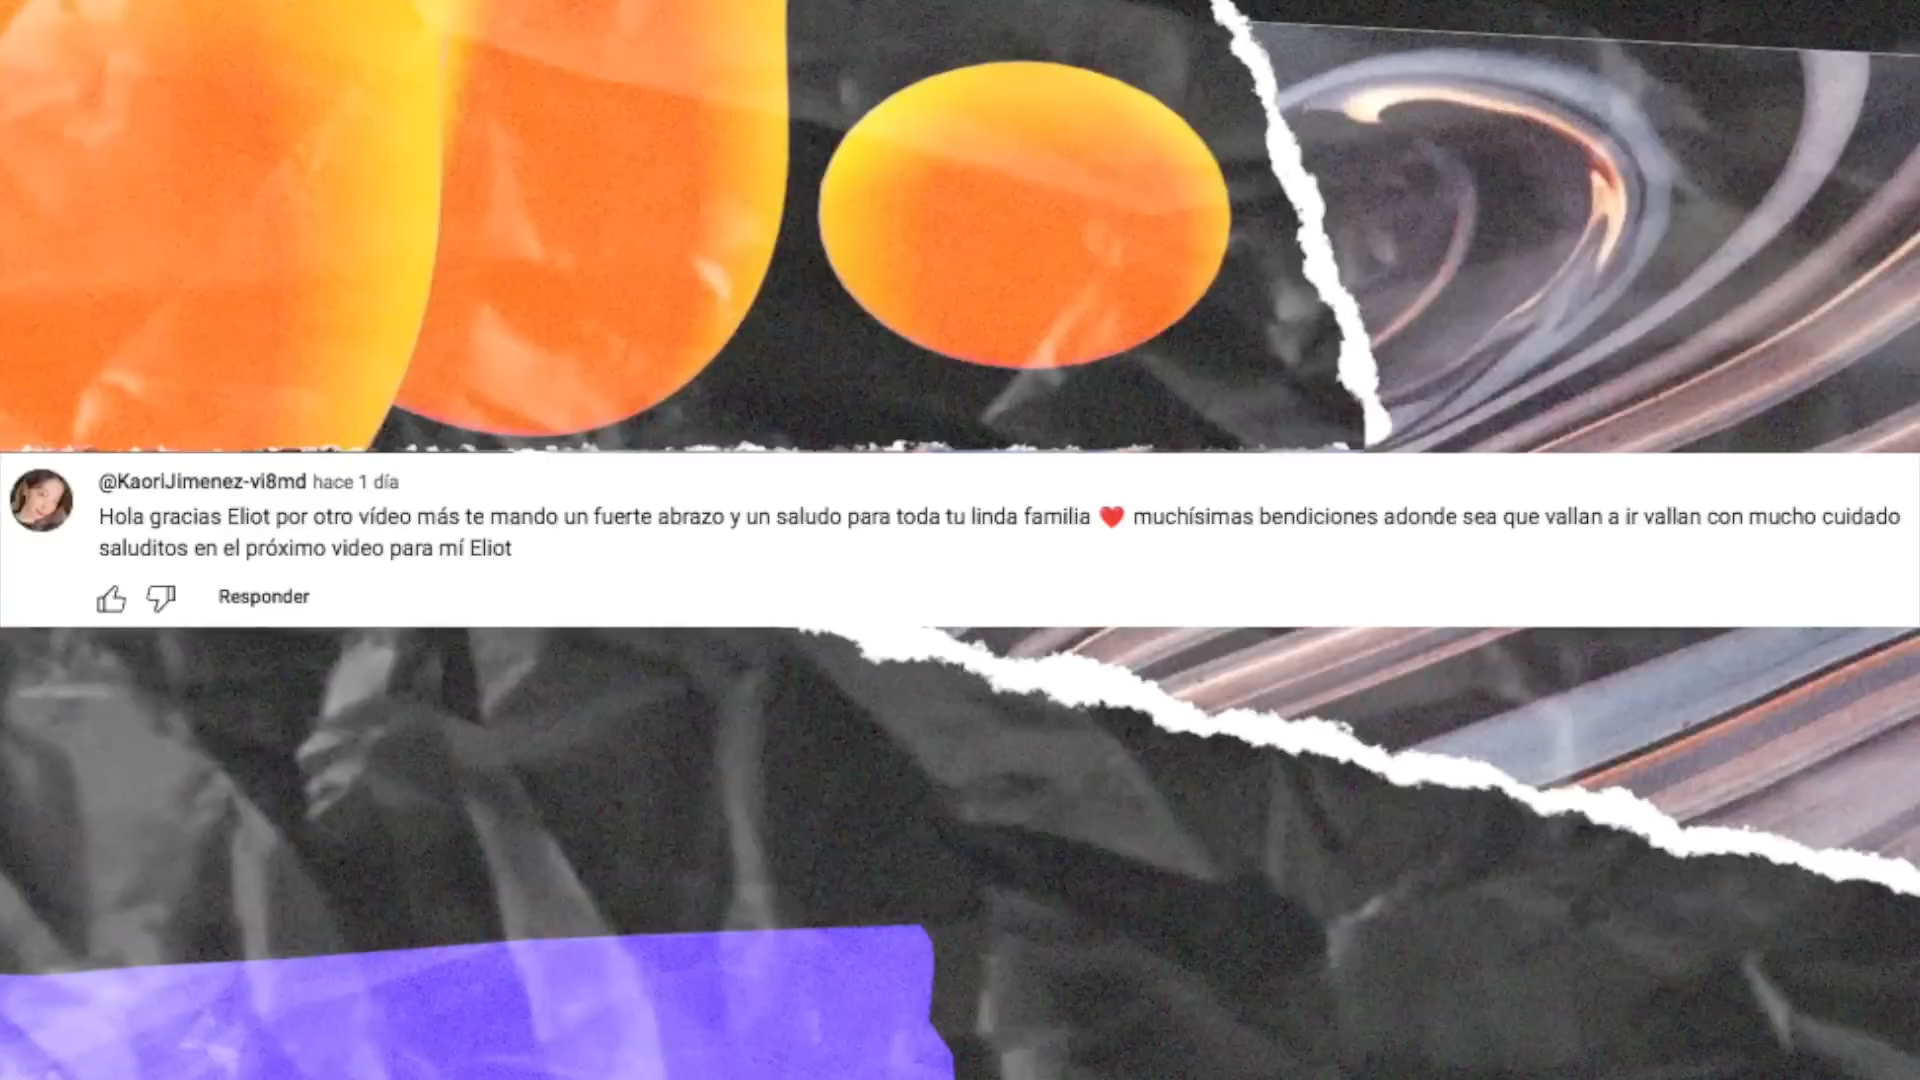 @KaoriJimenez-vi8md hace 1 día
Hola gracias Eliot por otro vídeo más te mando un fuerte abrazo y un saludo para toda tu linda familia ❤️ muchísimas bendiciones adonde sea que vallan a ir vallan con mucho cuidado
saluditos en el próximo video para mí Eliot
Responder